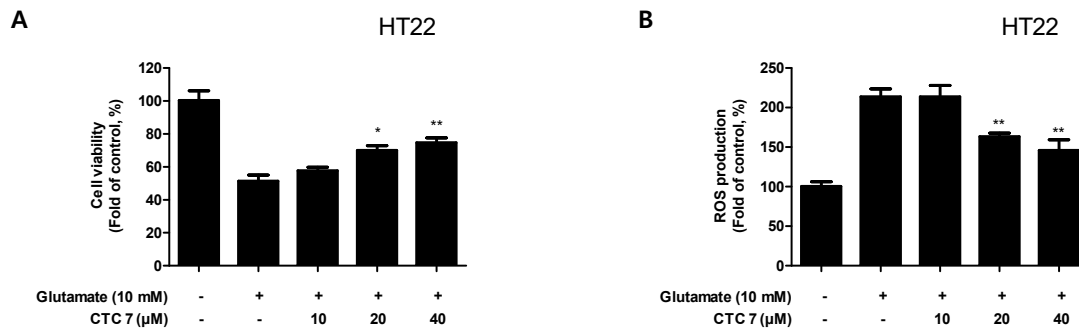 A
HT22
Cell viability
(Fold of control, %)
120
100
80
60
40
20
0
*
**
Glutamate (10 mM) - + + + +
CTC 7 (μM) - - 10 20 40
B
HT22
ROS production
(Fold of control, %)
250
200
150
100
50
0
**
**
Glutamate (10 mM) - + + + +
CTC 7 (μM) - - 10 20 40